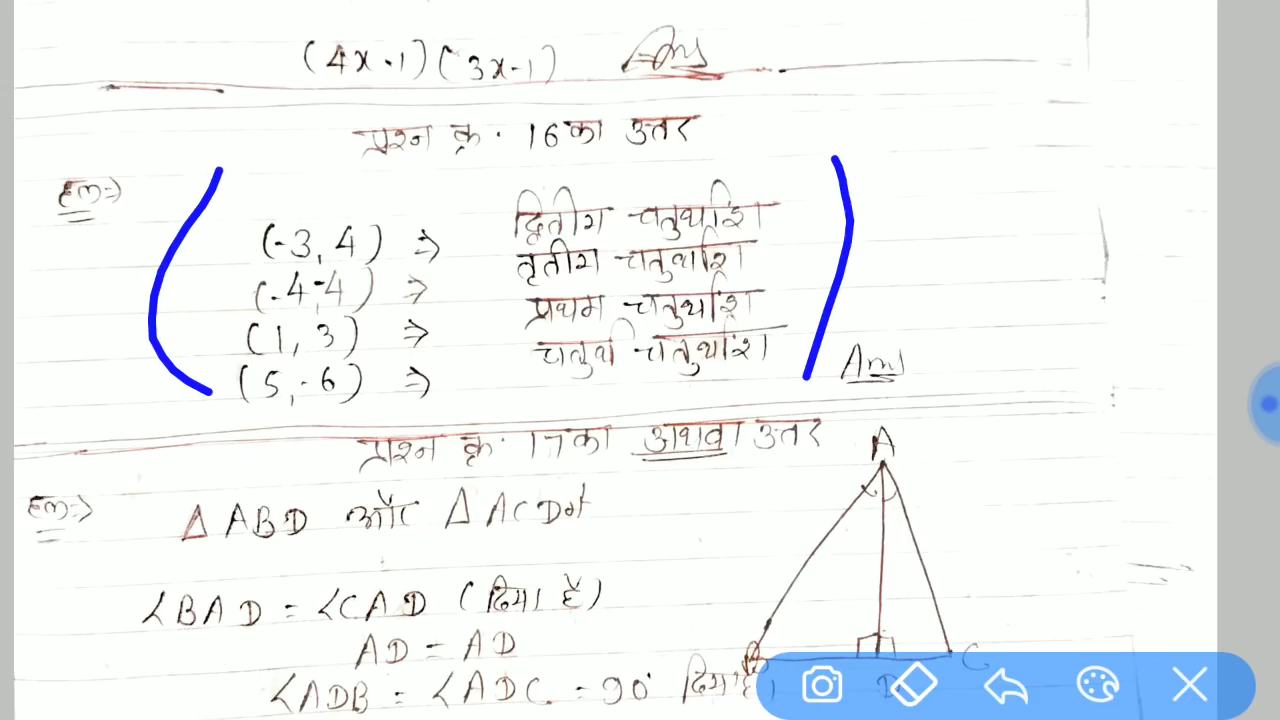 (4x-1)(3x-1) Ans
प्रश्न क्र. 16 का उत्तर
हल:->
(-3, 4) => द्वितीय चतुर्थांश
(-4,-4) => तृतीय चतुर्थांश
(1, 3) => प्रथम चतुर्थांश
(5, -6) => चतुर्थ चतुर्थांश
Ans
प्रश्न क्र. 17 का अथवा उत्तर
A
हल:->
Δ ABD और Δ ACD में
∠BAD = ∠CAD (दिया है)
AD = AD
B D C
∠ADB = ∠ADC = 90° दिया है।